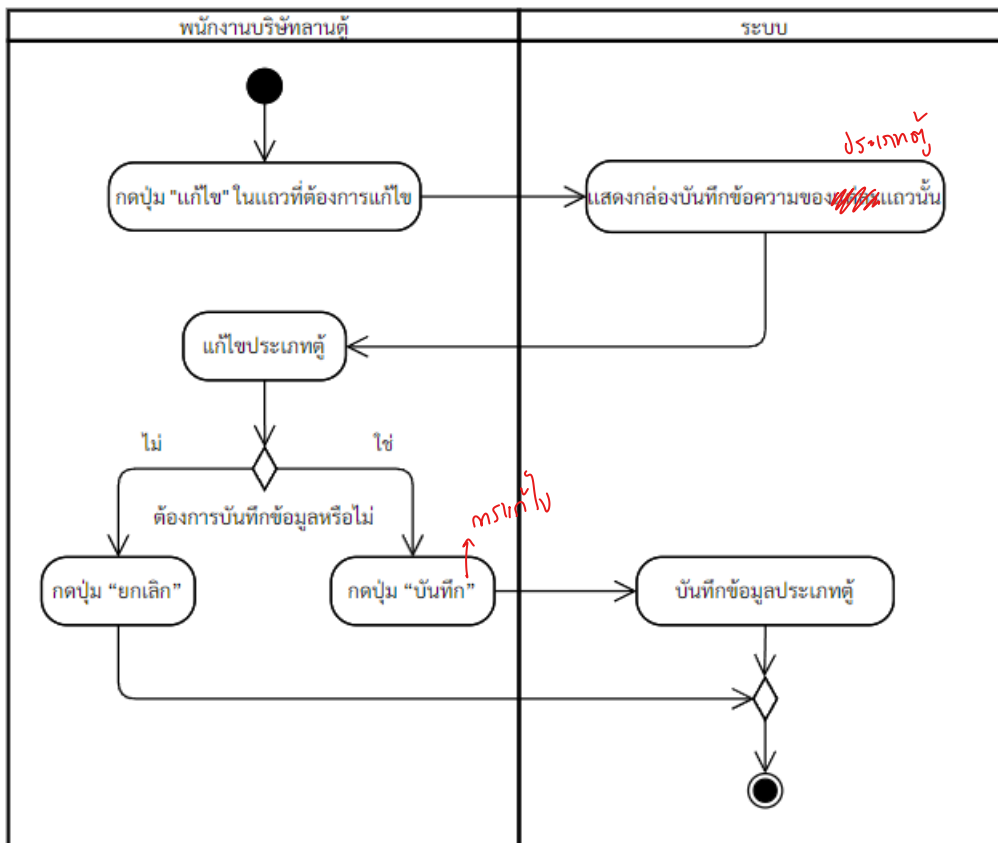 พนักงานบริษัทลานตู้
ระบบ
ประเภทตู้
กดปุ่ม "แก้ไข" ในแถวที่ต้องการแก้ไข
แสดงกล่องบันทึกข้อความของ แถวนั้น
แก้ไขประเภทตู้
ไม่
ใช่
ต้องการบันทึกข้อมูลหรือไม่
การแก้ไข
กดปุ่ม “ยกเลิก”
กดปุ่ม “บันทึก”
บันทึกข้อมูลประเภทตู้